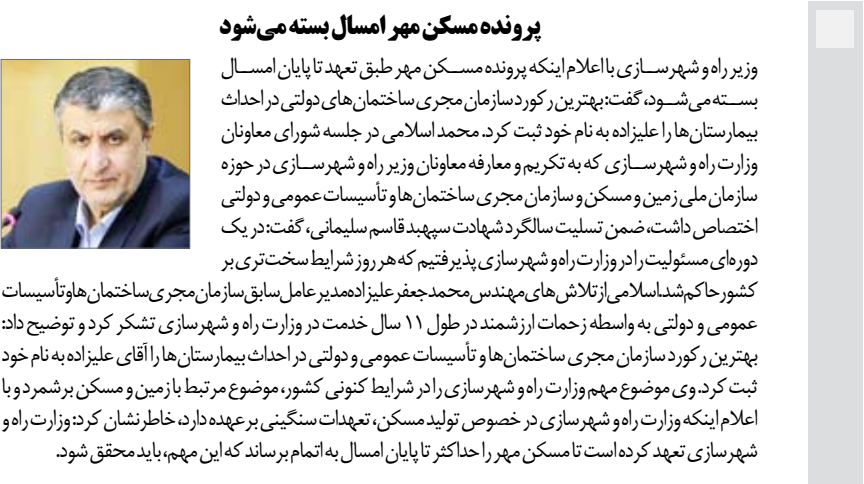 پرونده مسکن مهر امسال بسته می‌شود
وزیر راه و شهرسازی با اعلام اینکه پرونده مسکن مهر طبق تعهد تا پایان امسال
بسته می‌شود، گفت: بهترین رکورد سازمان مجری ساختمان‌های دولتی در احداث
بیمارستان‌ها را علیزاده به نام خود ثبت کرد. محمد اسلامی در جلسه شورای معاونان
وزارت راه و شهرسازی که به تکریم و معارفه معاونان وزیر راه و شهرسازی در حوزه
سازمان ملی زمین و مسکن و سازمان مجری ساختمان‌ها و تأسیسات عمومی و دولتی
اختصاص داشت، ضمن تسلیت سالگرد شهادت سپهبد قاسم سلیمانی، گفت: در یک
دوره‌ای مسئولیت را در وزارت راه و شهرسازی پذیرفتیم که هر روز شرایط سخت‌تری بر
کشور حاکم شد. اسلامی از تلاش‌های مهندس محمدجعفر علیزاده مدیرعامل سابق سازمان مجری ساختمان‌ها و تأسیسات
عمومی و دولتی به واسطه زحمات ارزشمند در طول ۱۱ سال خدمت در وزارت راه و شهرسازی تشکر کرد و توضیح داد:
بهترین رکورد سازمان مجری ساختمان‌ها و تأسیسات عمومی و دولتی در احداث بیمارستان‌ها را آقای علیزاده به نام خود
ثبت کرد. وی موضوع مهم وزارت راه و شهرسازی را در شرایط کنونی کشور، موضوع مرتبط با زمین و مسکن برشمرد و با
اعلام اینکه وزارت راه و شهرسازی در خصوص تولید مسکن، تعهدات سنگینی بر عهده دارد، خاطرنشان کرد: وزارت راه و
شهرسازی تعهد کرده است تا مسکن مهر را حداکثر تا پایان امسال به اتمام برساند که این مهم، باید محقق شود.